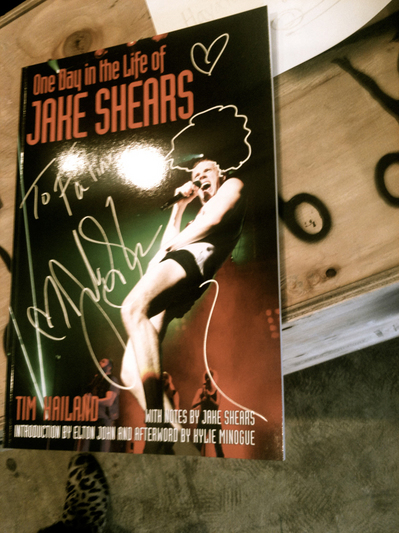 One Day in the Life of
JAKE SHEARS
To
TIM HAILAND
WITH NOTES BY JAKE SHEARS
INTRODUCTION BY ELTON JOHN AND AFTERWORD BY KYLIE MINOGUE